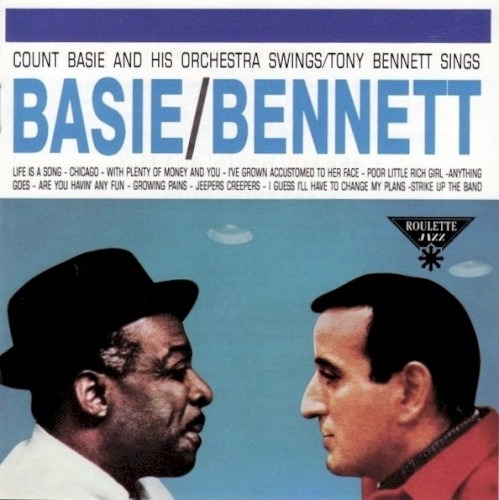 COUNT BASIE AND HIS ORCHESTRA SWINGS/TONY BENNETT SINGS
BASIE/BENNETT
LIFE IS A SONG - CHICAGO - WITH PLENTY OF MONEY AND YOU - I'VE GROWN ACCUSTOMED TO HER FACE - POOR LITTLE RICH GIRL -ANYTHING
GOES - ARE YOU HAVIN' ANY FUN - GROWING PAINS - JEEPERS CREEPERS - I GUESS I'LL HAVE TO CHANGE MY PLANS -STRIKE UP THE BAND
ROULETTE
JAZZ